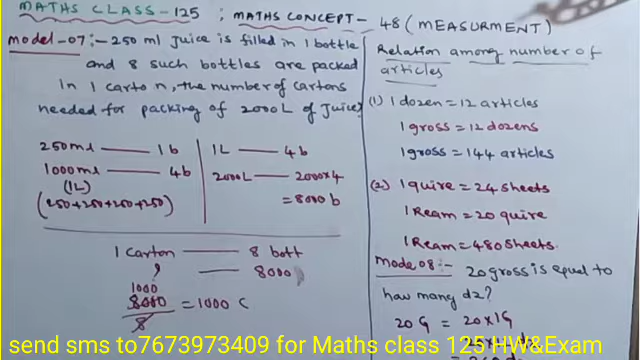 MATHS CLASS-125 ; MATHS CONCEPT- 48 (MEASURMENT)
Model-07:- 250 ml Juice is filled in 1 bottle
and 8 such bottles are packed
In 1 carton, the number of cartons
needed for packing of 2000L of Juice?
250ml — 1b
1000ml — 4b
(1L)
(250+250+250+250)
1L — 4b
2000L — 2000x4
= 8000 b
1 Carton — 8 bott
, — 8000
1000
8000 = 1000 C
8
Relation among number of
articles
(1) 1 dozen = 12 articles
1 gross = 12 dozens
1 gross = 144 articles
(2) 1 quire = 24 sheets
1 Ream = 20 quire
1 Ream = 480 sheets.
Mode 08:- 20 gross is equal to
how many dz?
20 G = 20 x 1G
send sms to7673973409 for Maths class 125 HW&Exam